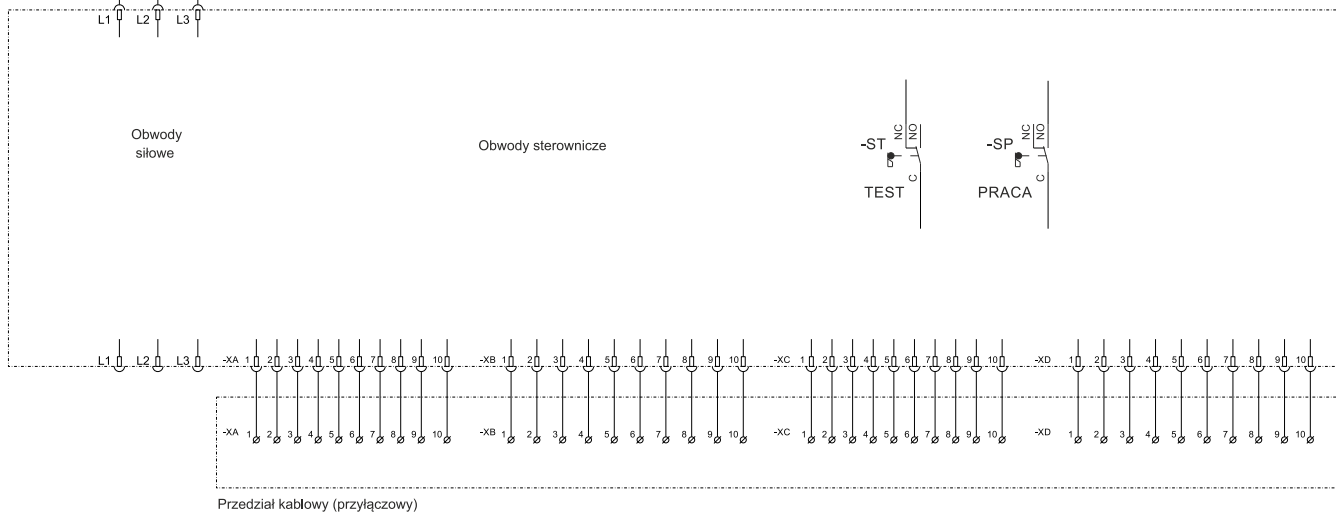 L1 L2 L3
Obwody
siłowe
Obwody sterownicze
NC NO
-ST
C
TEST
NC NO
-SP
C
PRACA
L1 L2 L3 -XA 1 2 3 4 5 6 7 8 9 10 -XB 1 2 3 4 5 6 7 8 9 10 -XC 1 2 3 4 5 6 7 8 9 10 -XD 1 2 3 4 5 6 7 8 9 10
-XA 1 2 3 4 5 6 7 8 9 10 -XB 1 2 3 4 5 6 7 8 9 10 -XC 1 2 3 4 5 6 7 8 9 10 -XD 1 2 3 4 5 6 7 8 9 10
Przedział kablowy (przyłączowy)